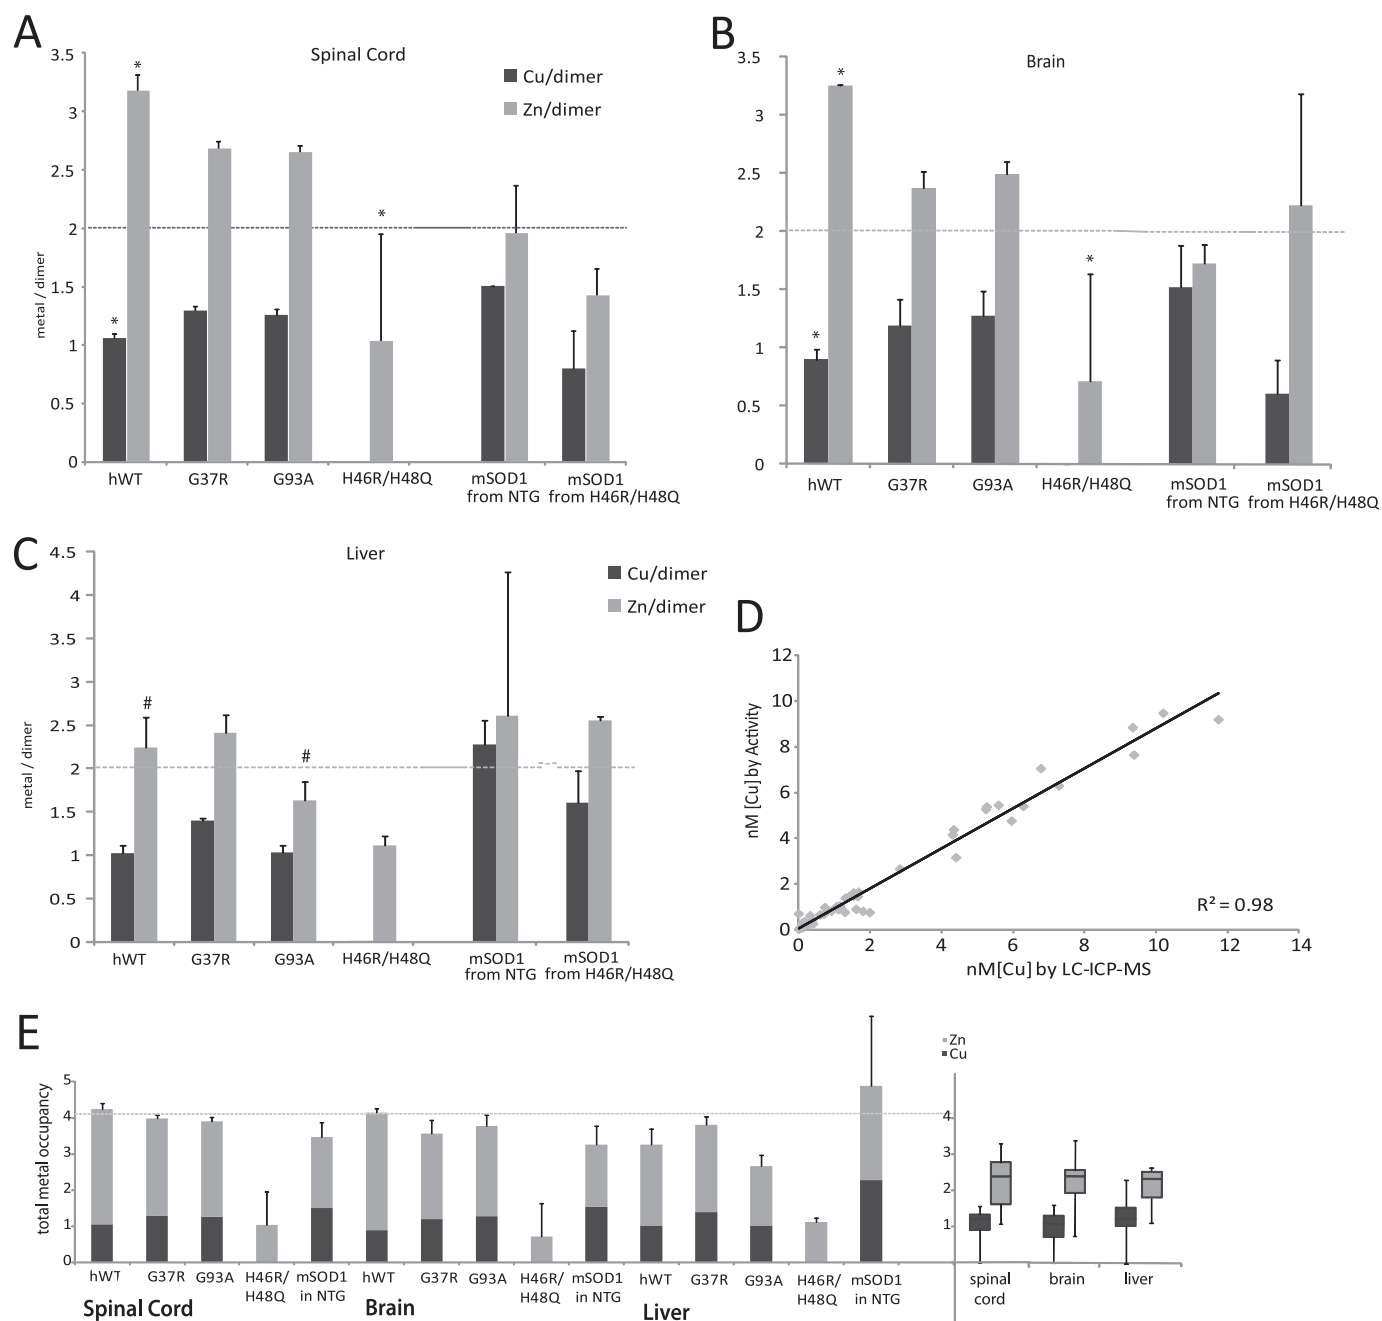 A
Spinal Cord
Cu/dimer
Zn/dimer
metal / dimer
3.5
3
2.5
2
1.5
1
0.5
0
*
*
*
hWT
G37R
G93A
H46R/H48Q
mSOD1
from NTG
mSOD1
from H46R/H48Q
B
Brain
3.5
3
2.5
2
1.5
1
0.5
0
*
*
*
hWT
G37R
G93A
H46R/H48Q
mSOD1
from NTG
mSOD1
from H46R/H48Q
C
Liver
Cu/dimer
Zn/dimer
metal / dimer
4.5
4
3.5
3
2.5
2
1.5
1
0.5
0
#
#
hWT
G37R
G93A
H46R/H48Q
mSOD1
from NTG
mSOD1
from H46R/H48Q
D
nM [Cu] by Activity
12
10
8
6
4
2
0
R² = 0.98
0 2 4 6 8 10 12 14
nM[Cu] by LC-ICP-MS
E
total metal occupancy
5
4
3
2
1
0
hWT G37R G93A H46R/ mSOD1 hWT G37R G93A H46R/ mSOD1 hWT G37R G93A H46R/ mSOD1
H48Q in NTG H48Q in NTG H48Q in NTG
Spinal Cord Brain Liver
Zn
Cu
4
3
2
1
spinal brain liver
cord